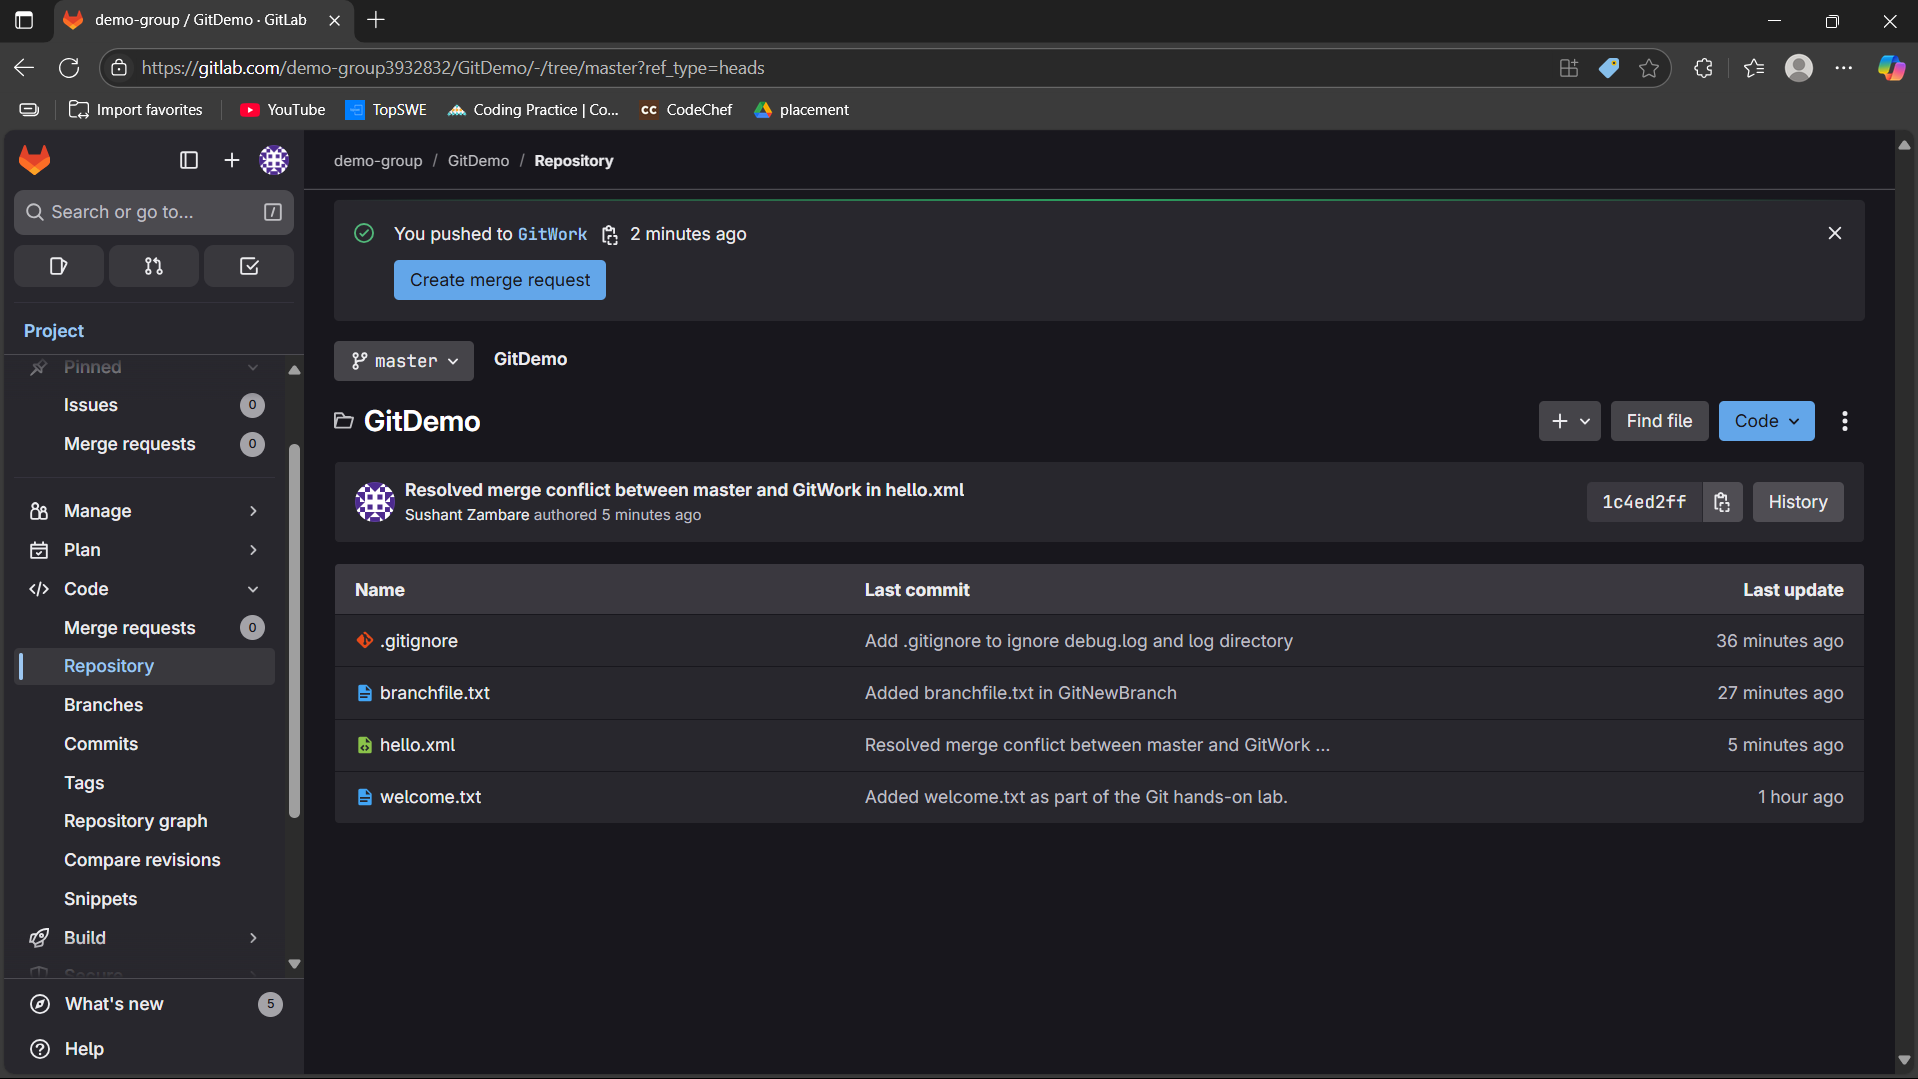 demo-group / GitDemo · GitLab
https://gitlab.com/demo-group3932832/GitDemo/-/tree/master?ref_type=heads
Import favorites
YouTube
TopSWE
Coding Practice | Co...
CC CodeChef
placement
demo-group / GitDemo / Repository
Search or go to... /
You pushed to GitWork 2 minutes ago
Create merge request
Project
Pinned
Issues 0
Merge requests 0
Manage
Plan
Code
Merge requests 0
Repository
Branches
Commits
Tags
Repository graph
Compare revisions
Snippets
Build
Secure
What's new 5
Help
master GitDemo
GitDemo
Find file
Code
Resolved merge conflict between master and GitWork in hello.xml
Sushant Zambare authored 5 minutes ago
1c4ed2ff
History
Name Last commit Last update
.gitignore Add .gitignore to ignore debug.log and log directory 36 minutes ago
branchfile.txt Added branchfile.txt in GitNewBranch 27 minutes ago
hello.xml Resolved merge conflict between master and GitWork ... 5 minutes ago
welcome.txt Added welcome.txt as part of the Git hands-on lab. 1 hour ago